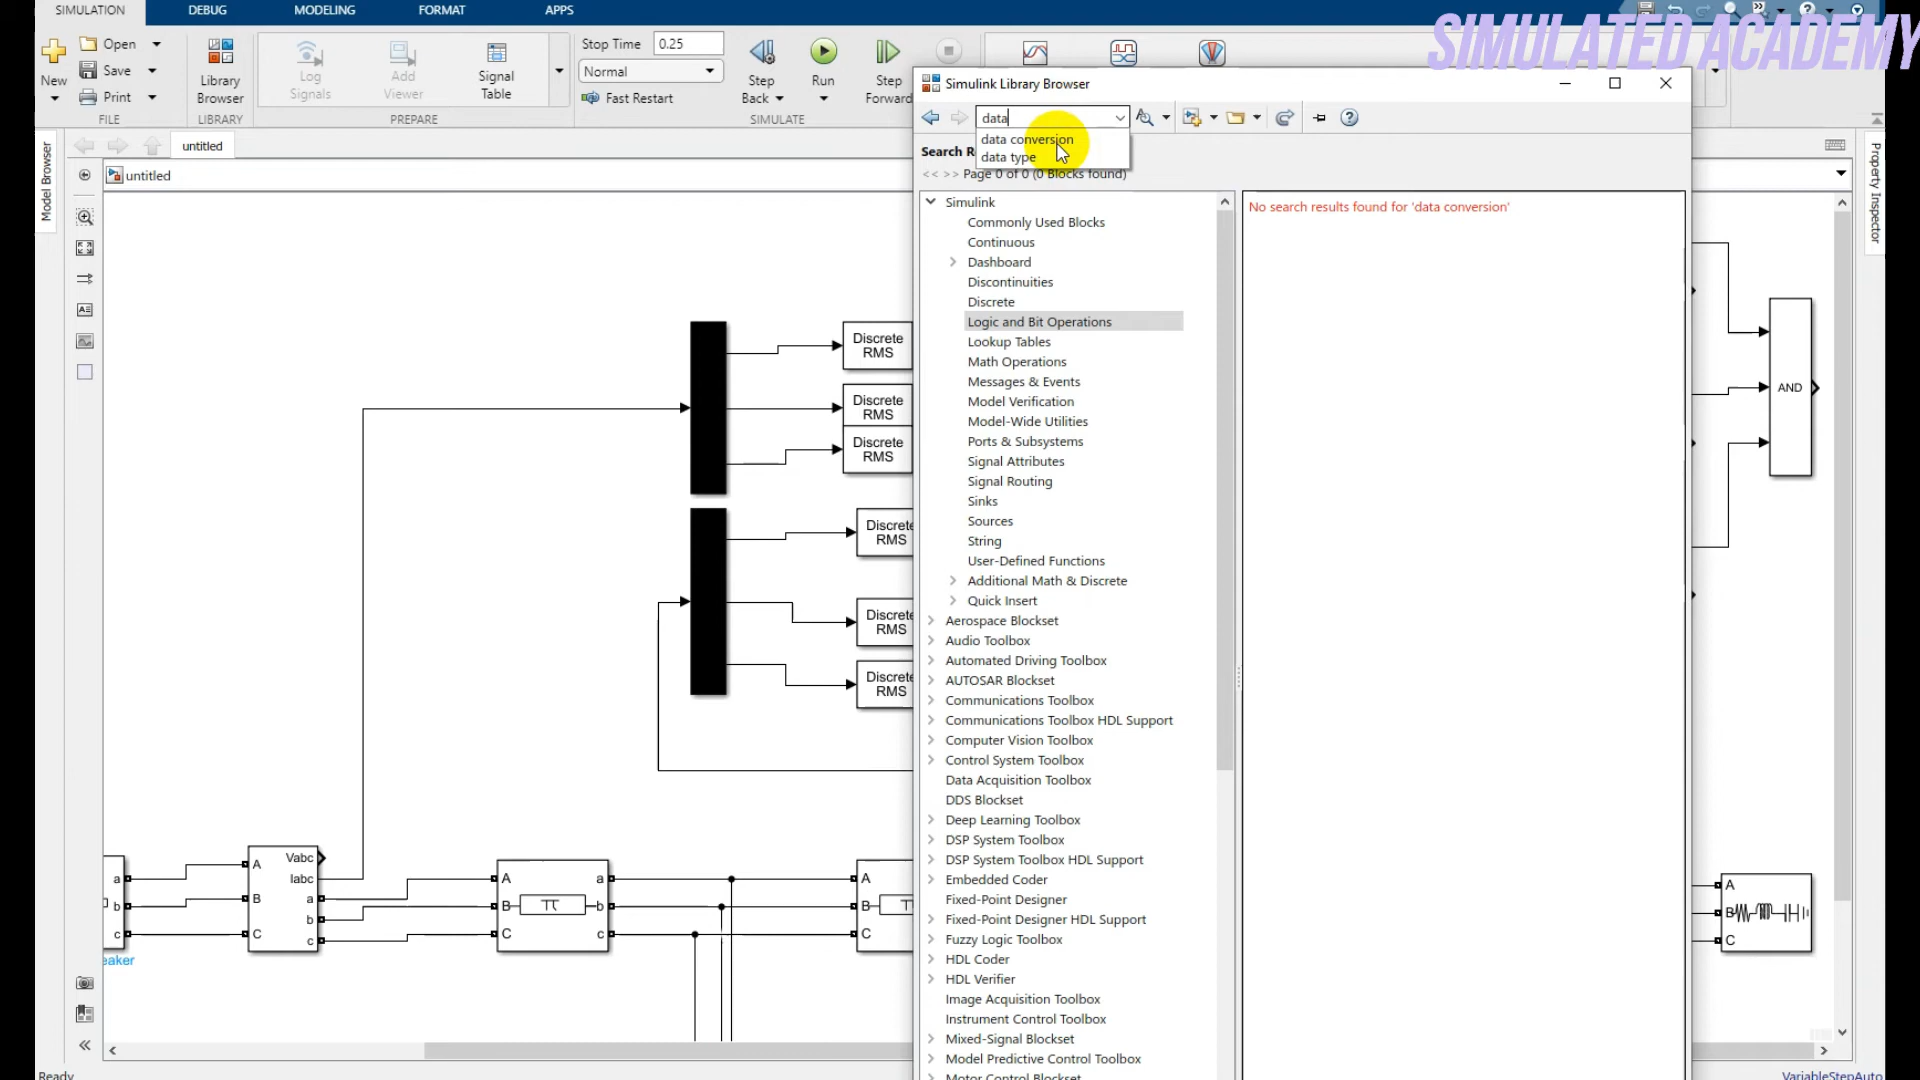 SIMULATION
DEBUG
MODELING
FORMAT
APPS
SIMULATED ACADEMY
New
Open
Save
Print
FILE
Library
Browser
LIBRARY
Log
Signals
Add
Viewer
Signal
Table
PREPARE
Stop Time 0.25
Normal
Fast Restart
Step
Back
Run
Step
Forward
SIMULATE
Simulink Library Browser
data
data conversion
data type
Search R
<< >> Page 0 of 0 (0 Blocks found)
No search results found for 'data conversion'
Model Browser
untitled
untitled
Property Inspector
Simulink
Commonly Used Blocks
Continuous
Dashboard
Discontinuities
Discrete
Logic and Bit Operations
Lookup Tables
Math Operations
Messages & Events
Model Verification
Model-Wide Utilities
Ports & Subsystems
Signal Attributes
Signal Routing
Sinks
Sources
String
User-Defined Functions
Additional Math & Discrete
Quick Insert
Aerospace Blockset
Audio Toolbox
Automated Driving Toolbox
AUTOSAR Blockset
Communications Toolbox
Communications Toolbox HDL Support
Computer Vision Toolbox
Control System Toolbox
Data Acquisition Toolbox
DDS Blockset
Deep Learning Toolbox
DSP System Toolbox
DSP System Toolbox HDL Support
Embedded Coder
Fixed-Point Designer
Fixed-Point Designer HDL Support
Fuzzy Logic Toolbox
HDL Coder
HDL Verifier
Image Acquisition Toolbox
Instrument Control Toolbox
Mixed-Signal Blockset
Model Predictive Control Toolbox
Motor Control Blockset
Discrete
RMS
Discrete
RMS
Discrete
RMS
Discrete
RMS
Discrete
RMS
Discrete
RMS
AND
a
b
c
eaker
A
B
C
Vabc
Iabc
a
b
c
A
B
C
a
b
c
A
B
C
A
B
C
Ready
VariableStepAuto